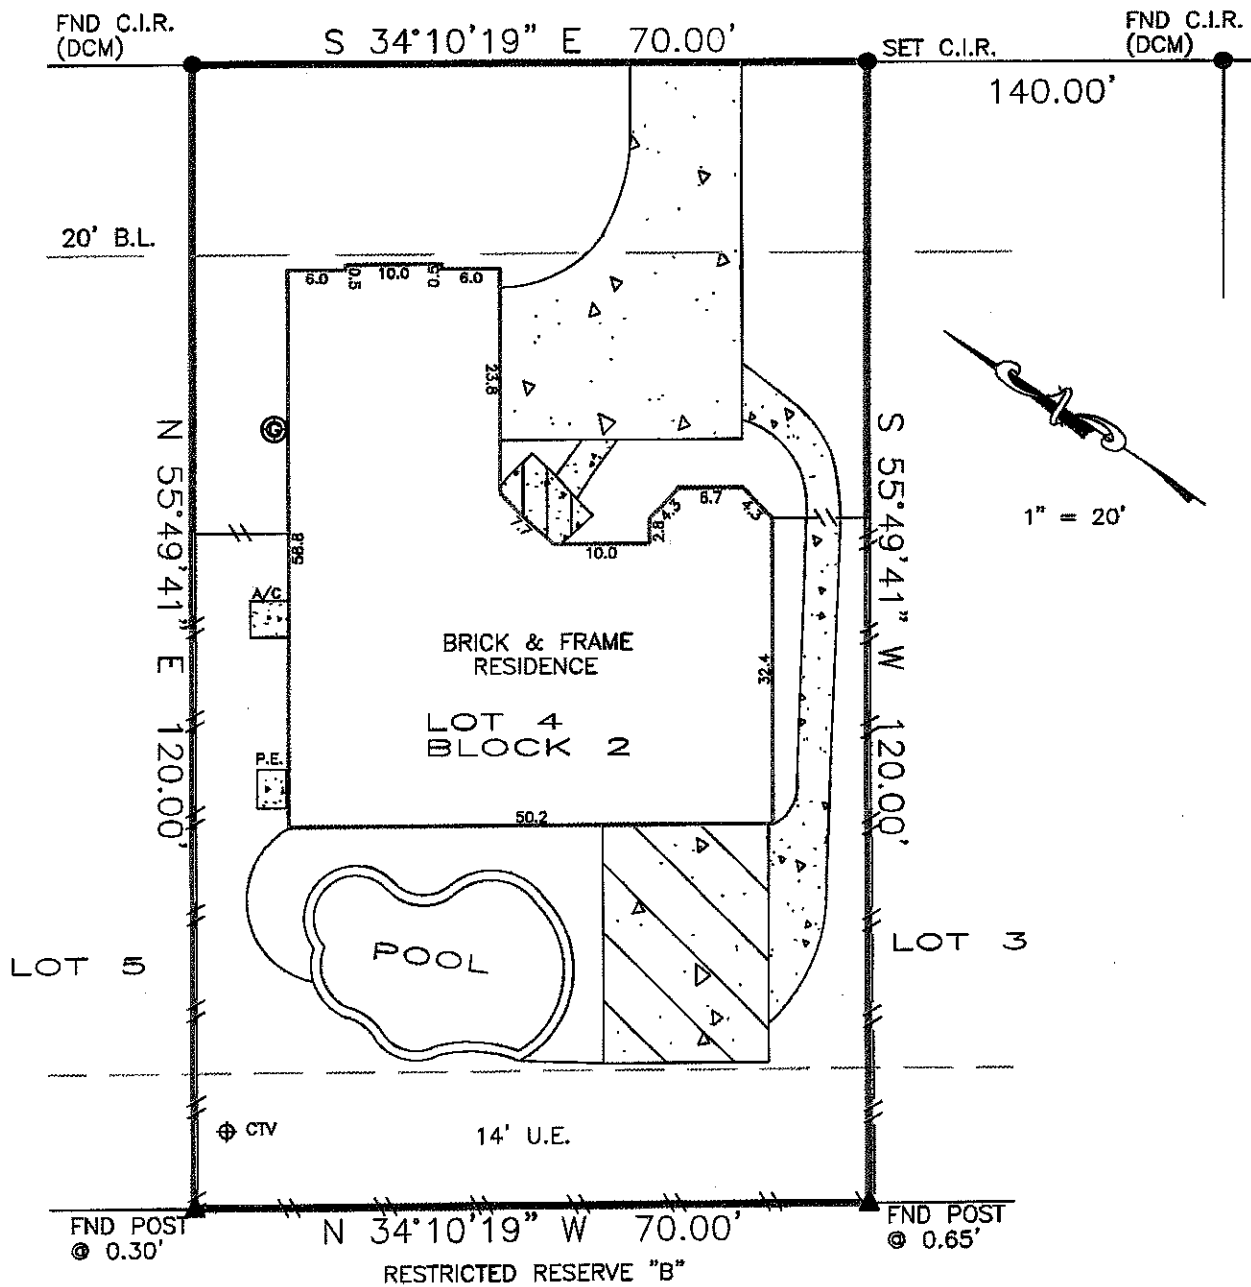 FND C.I.R.
(DCM)
S 34°10'19" E 70.00'
SET C.I.R.
FND C.I.R.
(DCM)
140.00'
20' B.L.
6.0
0.5
10.0
0.5
6.0
23.8
G
N 55°49'41" E 120.00'
S 55°49'41" W 120.00'
1" = 20'
7.7
10.0
2.8
4.3
6.7
4.3
58.8
A/C
BRICK & FRAME
RESIDENCE
32.4
LOT 4
BLOCK 2
P.E.
50.2
POOL
LOT 5
LOT 3
CTV
14' U.E.
FND POST
@ 0.30'
N 34°10'19" W 70.00'
FND POST
@ 0.65'
RESTRICTED RESERVE "B"